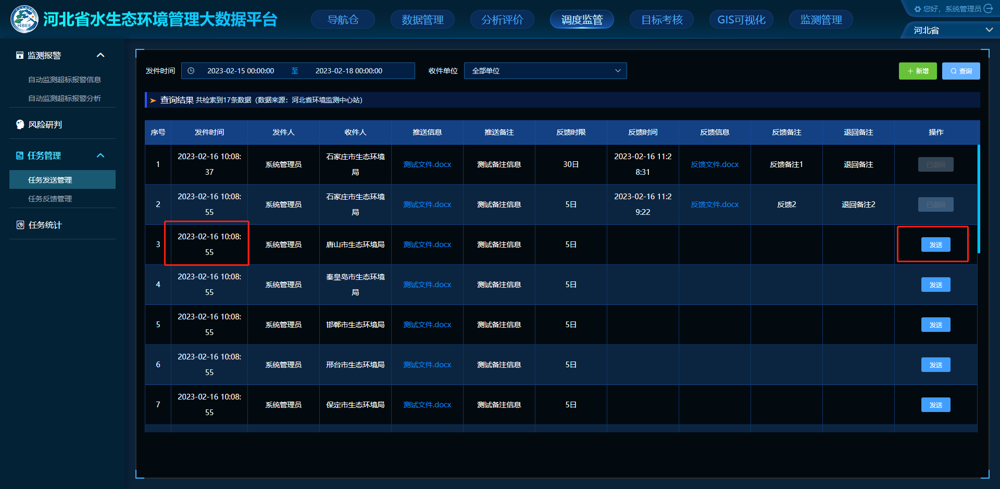 河北省水生态环境管理大数据平台
导航仓 数据管理 分析评价 调度监管 目标考核 GIS可视化 监测管理
您好，系统管理员
河北省
HBEE
监测报警
自动监测超标报警信息
自动监测超标报警分析
风险研判
任务管理
任务发送管理
任务反馈管理
任务统计
发件时间 2023-02-15 00:00:00 至 2023-02-18 00:00:00 收件单位 全部单位 新增 查询
查询结果 共检索到17条数据（数据来源：河北省环境监测中心站）
序号 发件时间 发件人 收件人 推送信息 推送备注 反馈时限 反馈时间 反馈信息 反馈备注 退回备注 操作
1 2023-02-16 10:08:37 系统管理员 石家庄市生态环境局 测试文件.docx 测试备注信息 30日 2023-02-16 11:28:31 反馈文件.docx 反馈备注1 退回备注 已退回
2 2023-02-16 10:08:55 系统管理员 石家庄市生态环境局 测试文件.docx 测试备注信息 5日 2023-02-16 11:29:22 反馈文件.docx 反馈2 退回备注2 已退回
3 2023-02-16 10:08:55 系统管理员 唐山市生态环境局 测试文件.docx 测试备注信息 5日 发送
4 2023-02-16 10:08:55 系统管理员 秦皇岛市生态环境局 测试文件.docx 测试备注信息 5日 发送
5 2023-02-16 10:08:55 系统管理员 邯郸市生态环境局 测试文件.docx 测试备注信息 5日 发送
6 2023-02-16 10:08:55 系统管理员 邢台市生态环境局 测试文件.docx 测试备注信息 5日 发送
7 2023-02-16 10:08:55 系统管理员 保定市生态环境局 测试文件.docx 测试备注信息 5日 发送